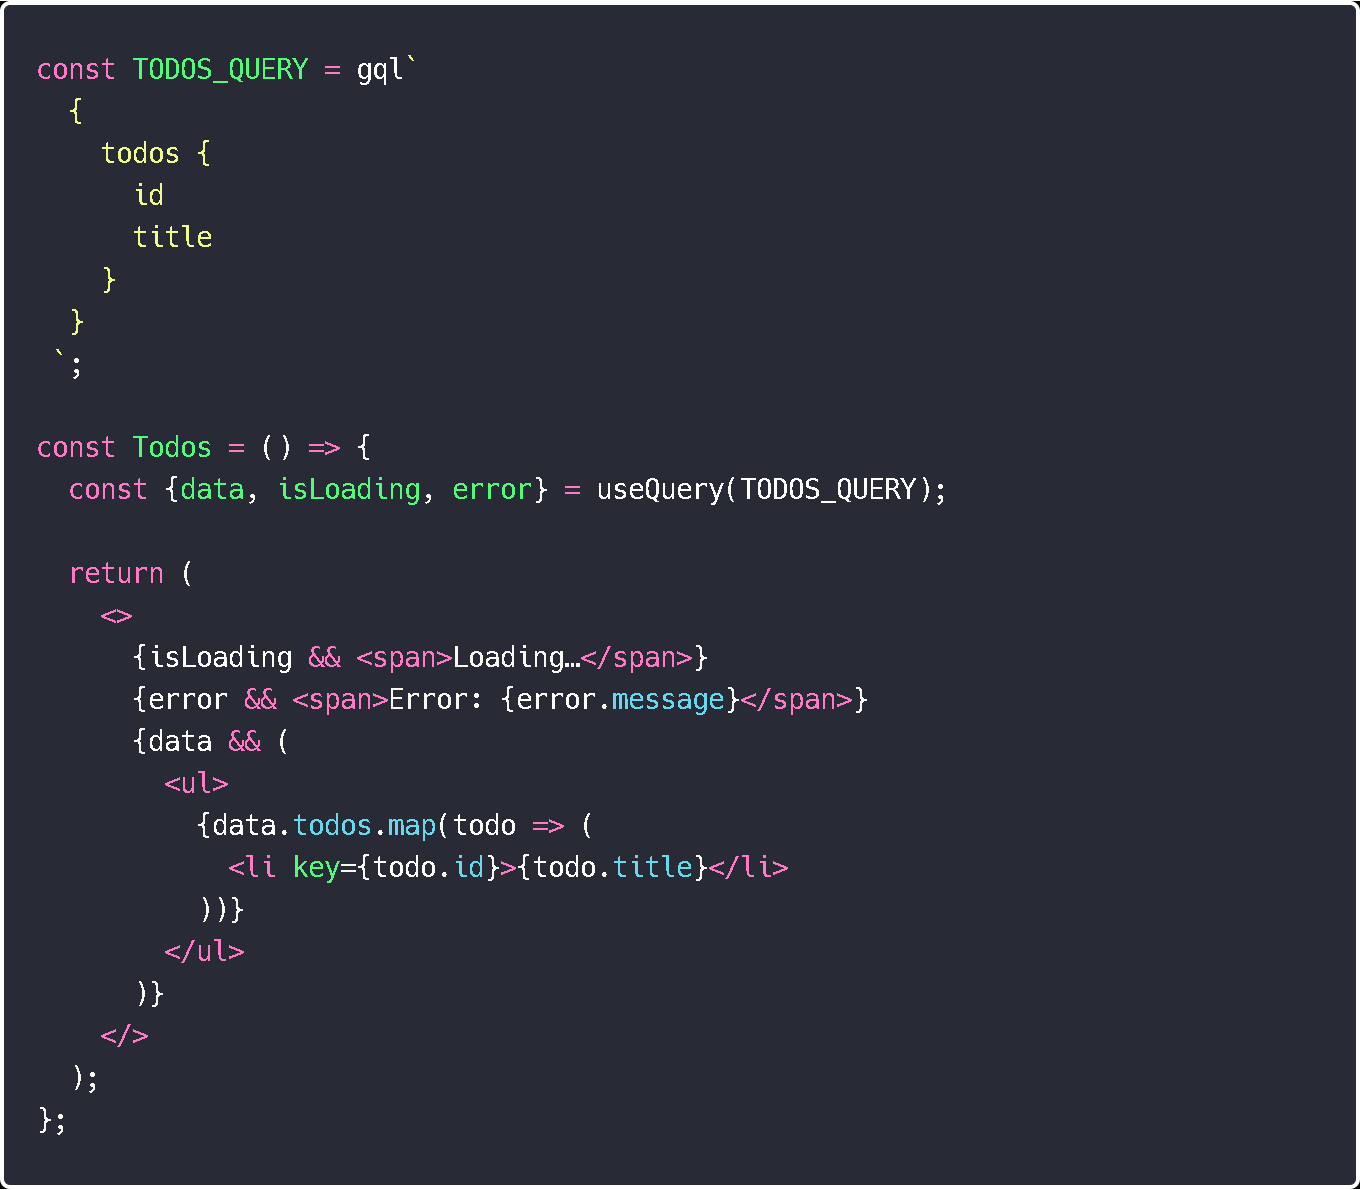 const TODOS_QUERY = gql`
  {
    todos {
      id
      title
    }
  }
 `;

const Todos = () => {
  const {data, isLoading, error} = useQuery(TODOS_QUERY);

  return (
    <>
      {isLoading && <span>Loading…</span>}
      {error && <span>Error: {error.message}</span>}
      {data && (
        <ul>
          {data.todos.map(todo => (
            <li key={todo.id}>{todo.title}</li>
          ))}
        </ul>
      )}
    </>
  );
};